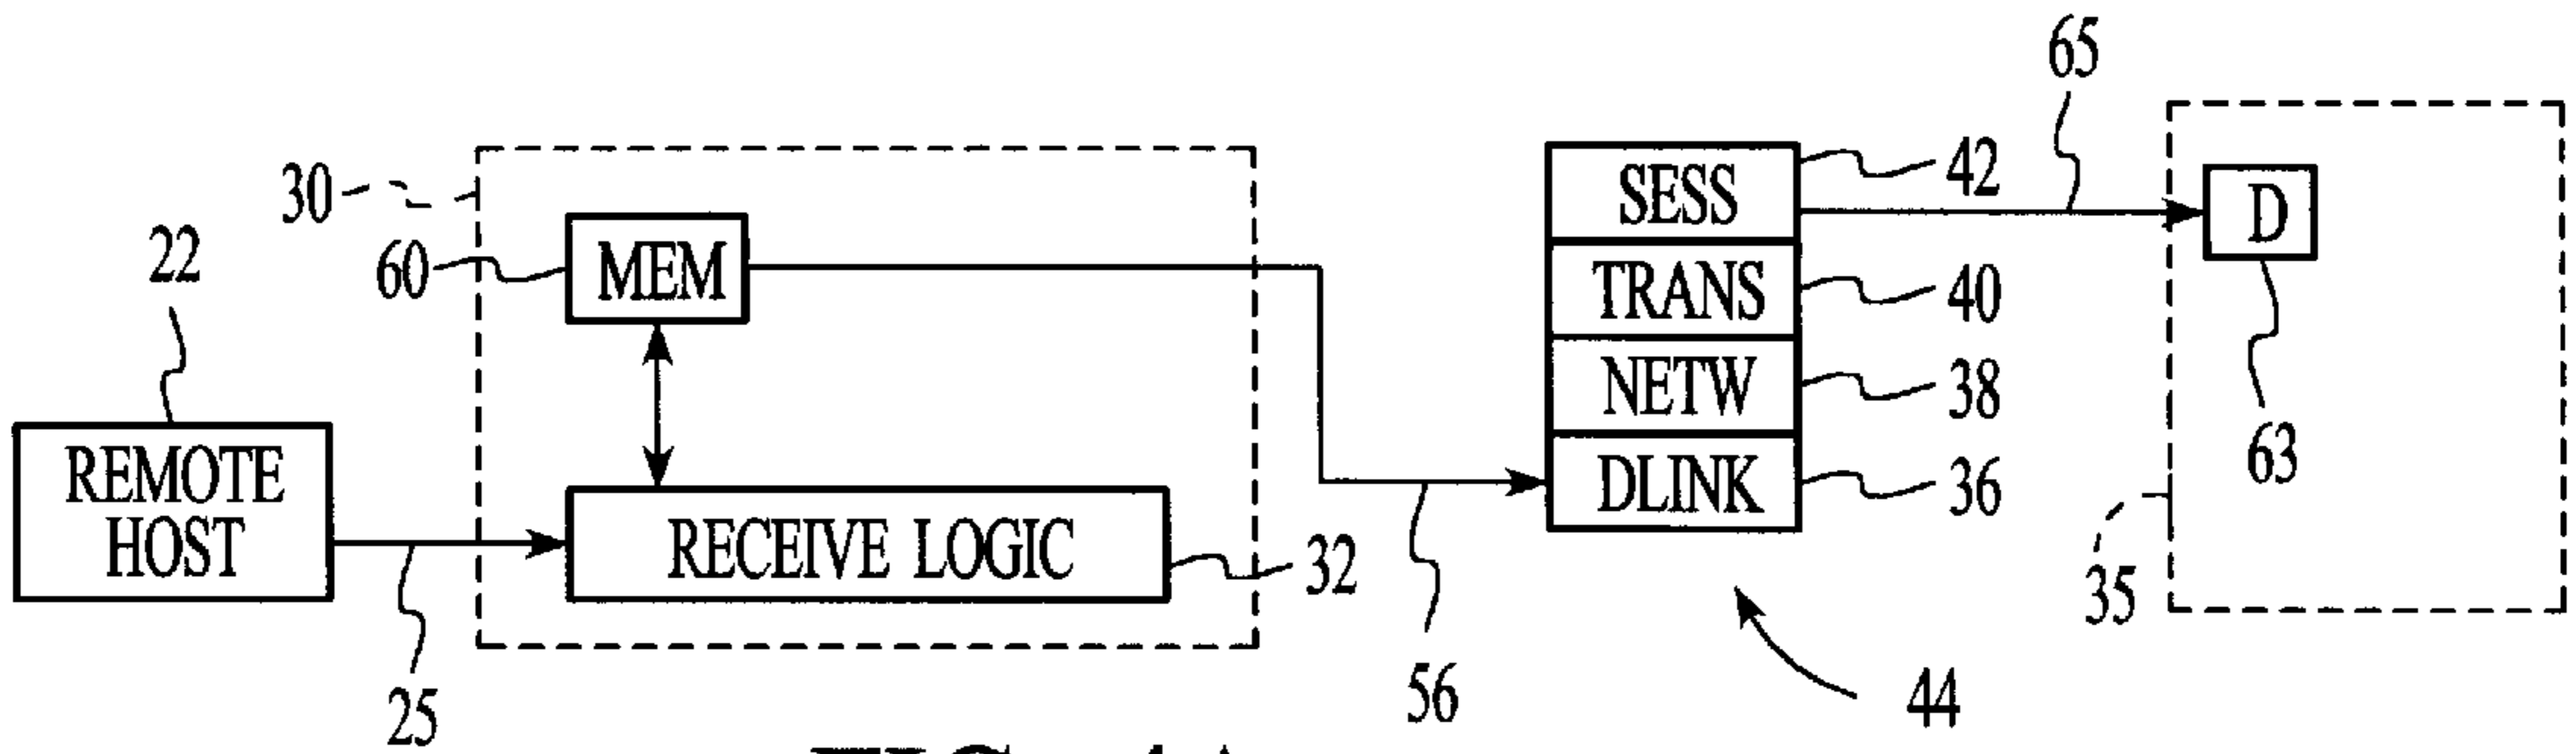 65
30
42
SESS
D
22
60
MEM
TRANS
40
NETW
38
REMOTE
HOST
63
DLINK
36
RECEIVE LOGIC
32
35
25
56
44